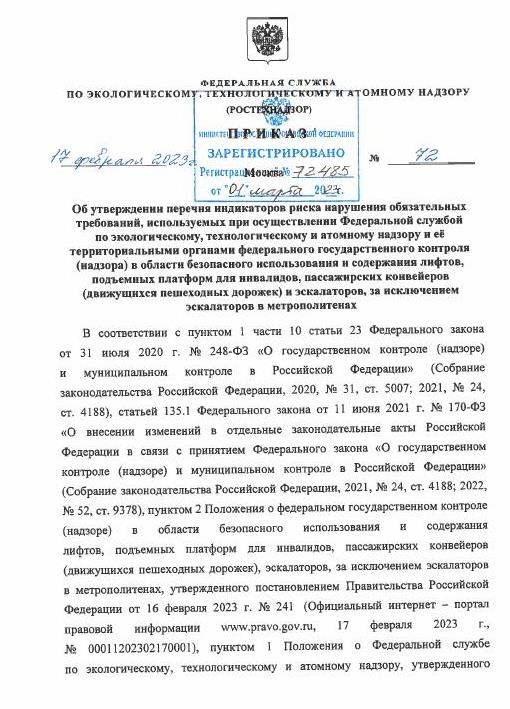 ФЕДЕРАЛЬНАЯ СЛУЖБА
ПО ЭКОЛОГИЧЕСКОМУ, ТЕХНОЛОГИЧЕСКОМУ И АТОМНОМУ НАДЗОРУ
(РОСТЕХНАДЗОР)
ПРИКАЗ
МИНИСТЕРСТВО ЮСТИЦИИ РОССИЙСКОЙ ФЕДЕРАЦИИ
ЗАРЕГИСТРИРОВАНО
17 февраля 2023г. № 72
Москва
Регистрационный № 72485
от "01" марта 2023г.
Об утверждении перечня индикаторов риска нарушения обязательных
требований, используемых при осуществлении Федеральной службой
по экологическому, технологическому и атомному надзору и её
территориальными органами федерального государственного контроля
(надзора) в области безопасного использования и содержания лифтов,
подъемных платформ для инвалидов, пассажирских конвейеров
(движущихся пешеходных дорожек) и эскалаторов, за исключением
эскалаторов в метрополитенах
В соответствии с пунктом 1 части 10 статьи 23 Федерального закона
от 31 июля 2020 г. № 248-ФЗ «О государственном контроле (надзоре)
и муниципальном контроле в Российской Федерации» (Собрание
законодательства Российской Федерации, 2020, № 31, ст. 5007; 2021, № 24,
ст. 4188), статьей 135.1 Федерального закона от 11 июня 2021 г. № 170-ФЗ
«О внесении изменений в отдельные законодательные акты Российской
Федерации в связи с принятием Федерального закона «О государственном
контроле (надзоре) и муниципальном контроле в Российской Федерации»
(Собрание законодательства Российской Федерации, 2021, № 24, ст. 4188; 2022,
№ 52, ст. 9378), пунктом 2 Положения о федеральном государственном контроле
(надзоре) в области безопасного использования и содержания
лифтов, подъемных платформ для инвалидов, пассажирских конвейеров
(движущихся пешеходных дорожек), эскалаторов, за исключением эскалаторов
в метрополитенах, утвержденного постановлением Правительства Российской
Федерации от 16 февраля 2023 г. № 241 (Официальный интернет – портал
правовой информации www.pravo.gov.ru, 17 февраля 2023 г.,
№ 00011202302170001), пунктом 1 Положения о Федеральной службе
по экологическому, технологическому и атомному надзору, утвержденного